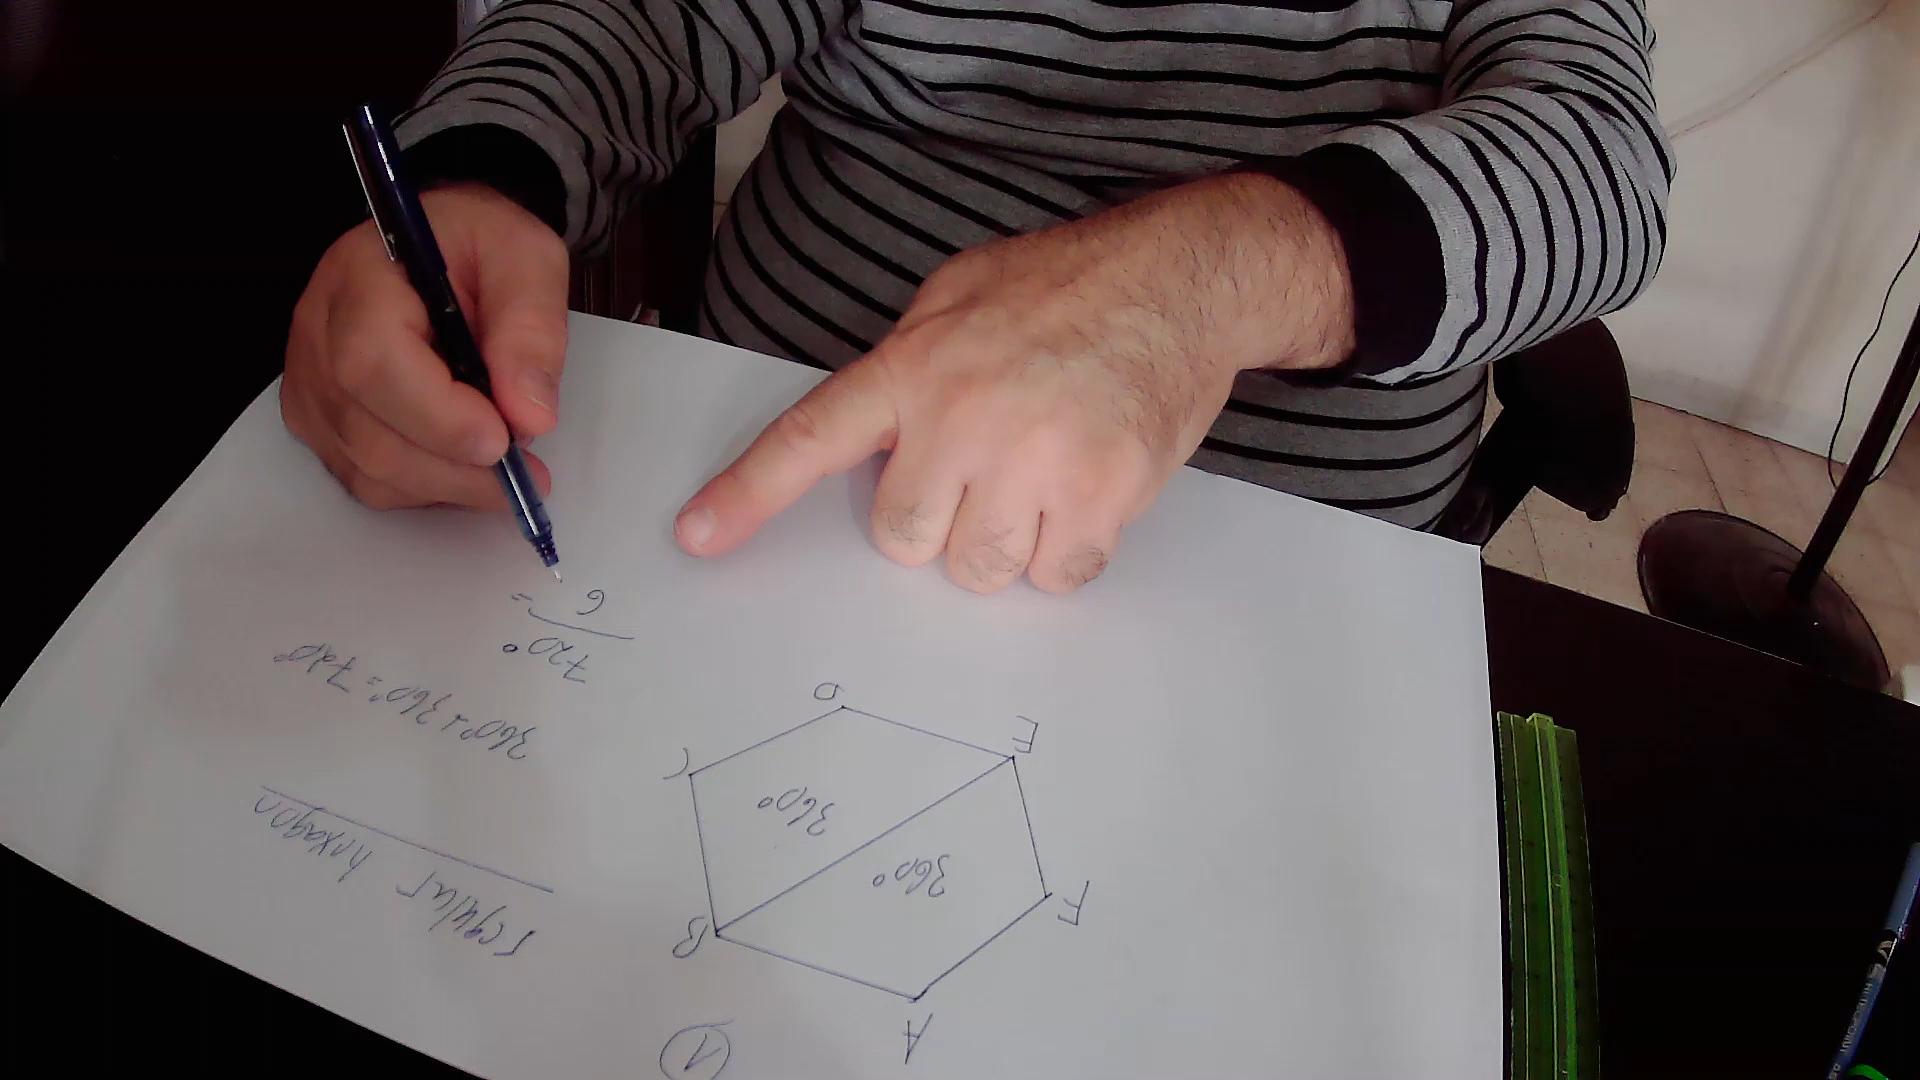 1
A
B
F
360°
360°
C
E
D
regular hexagon
360° + 360° = 720°
720°
6
=